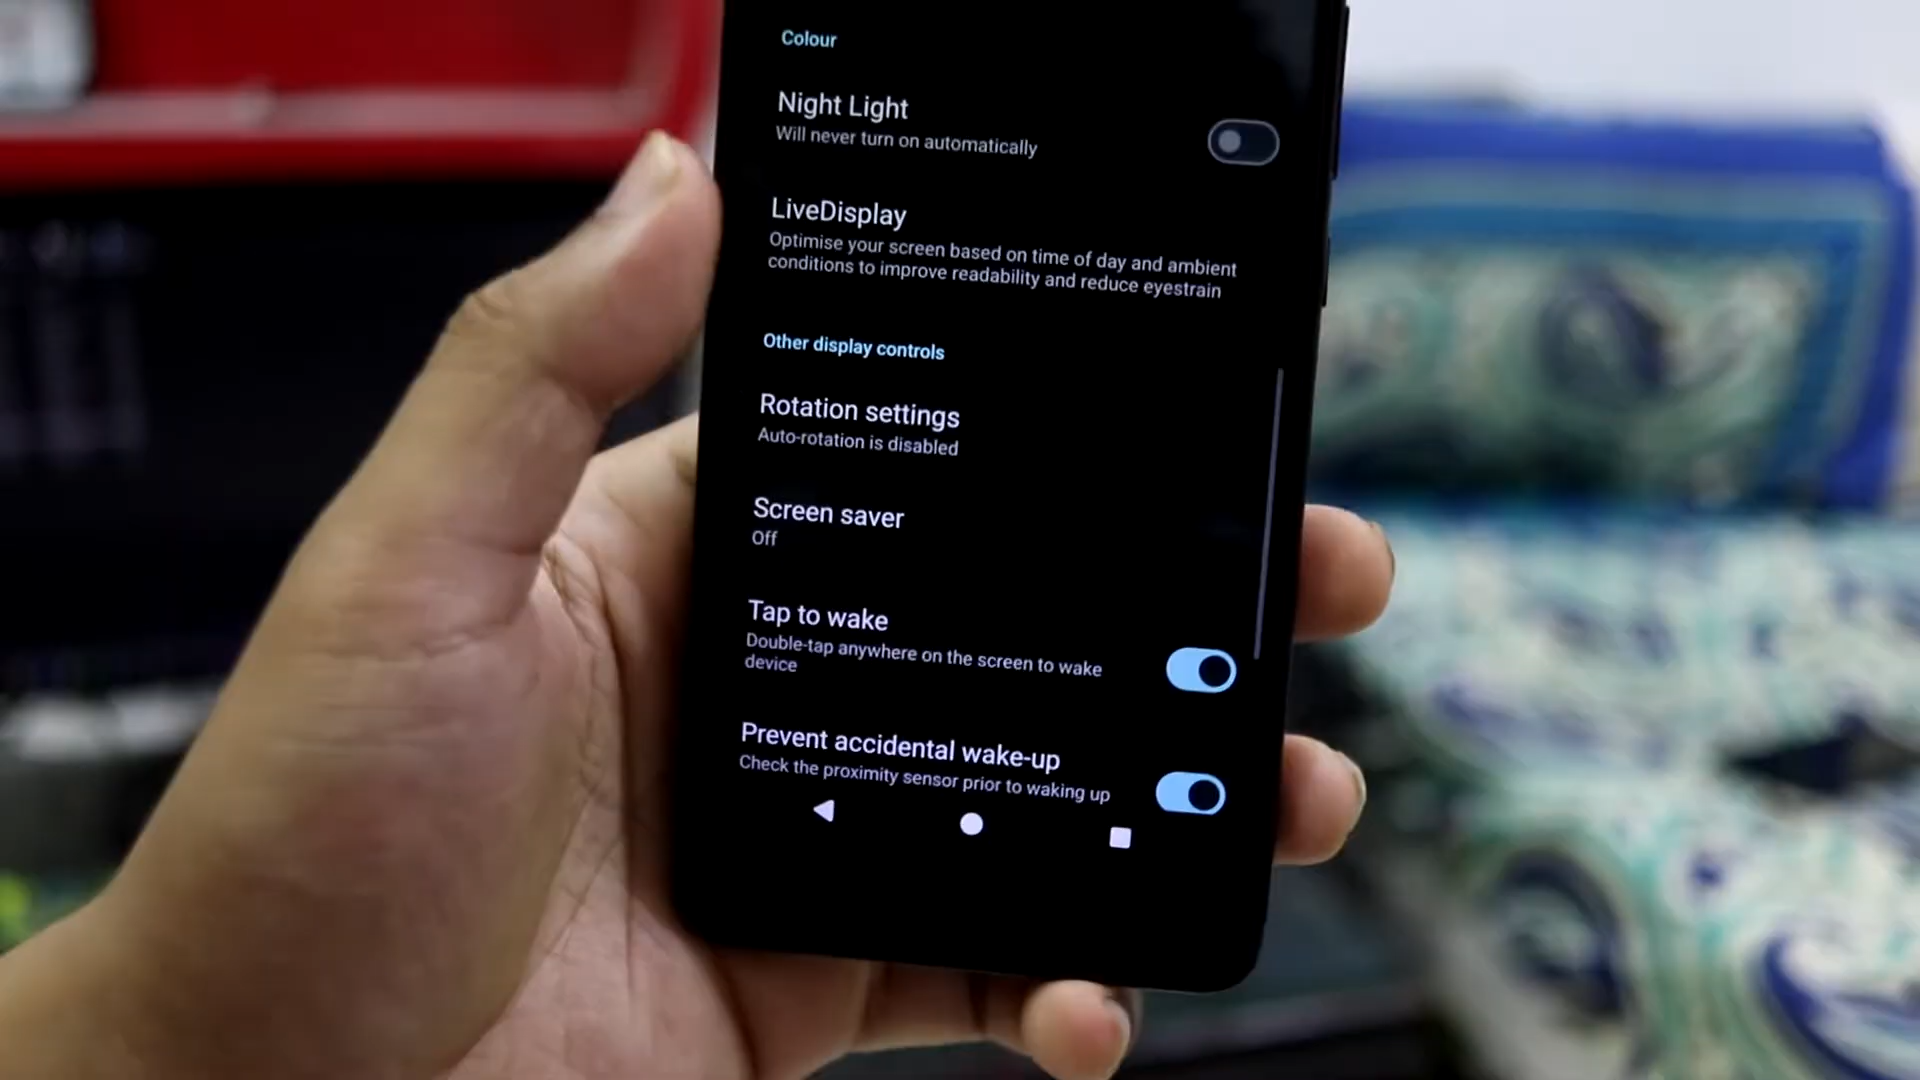 Colour
Night Light
Will never turn on automatically
LiveDisplay
Optimise your screen based on time of day and ambient
conditions to improve readability and reduce eyestrain
Other display controls
Rotation settings
Auto-rotation is disabled
Screen saver
Off
Tap to wake
Double-tap anywhere on the screen to wake
device
Prevent accidental wake-up
Check the proximity sensor prior to waking up